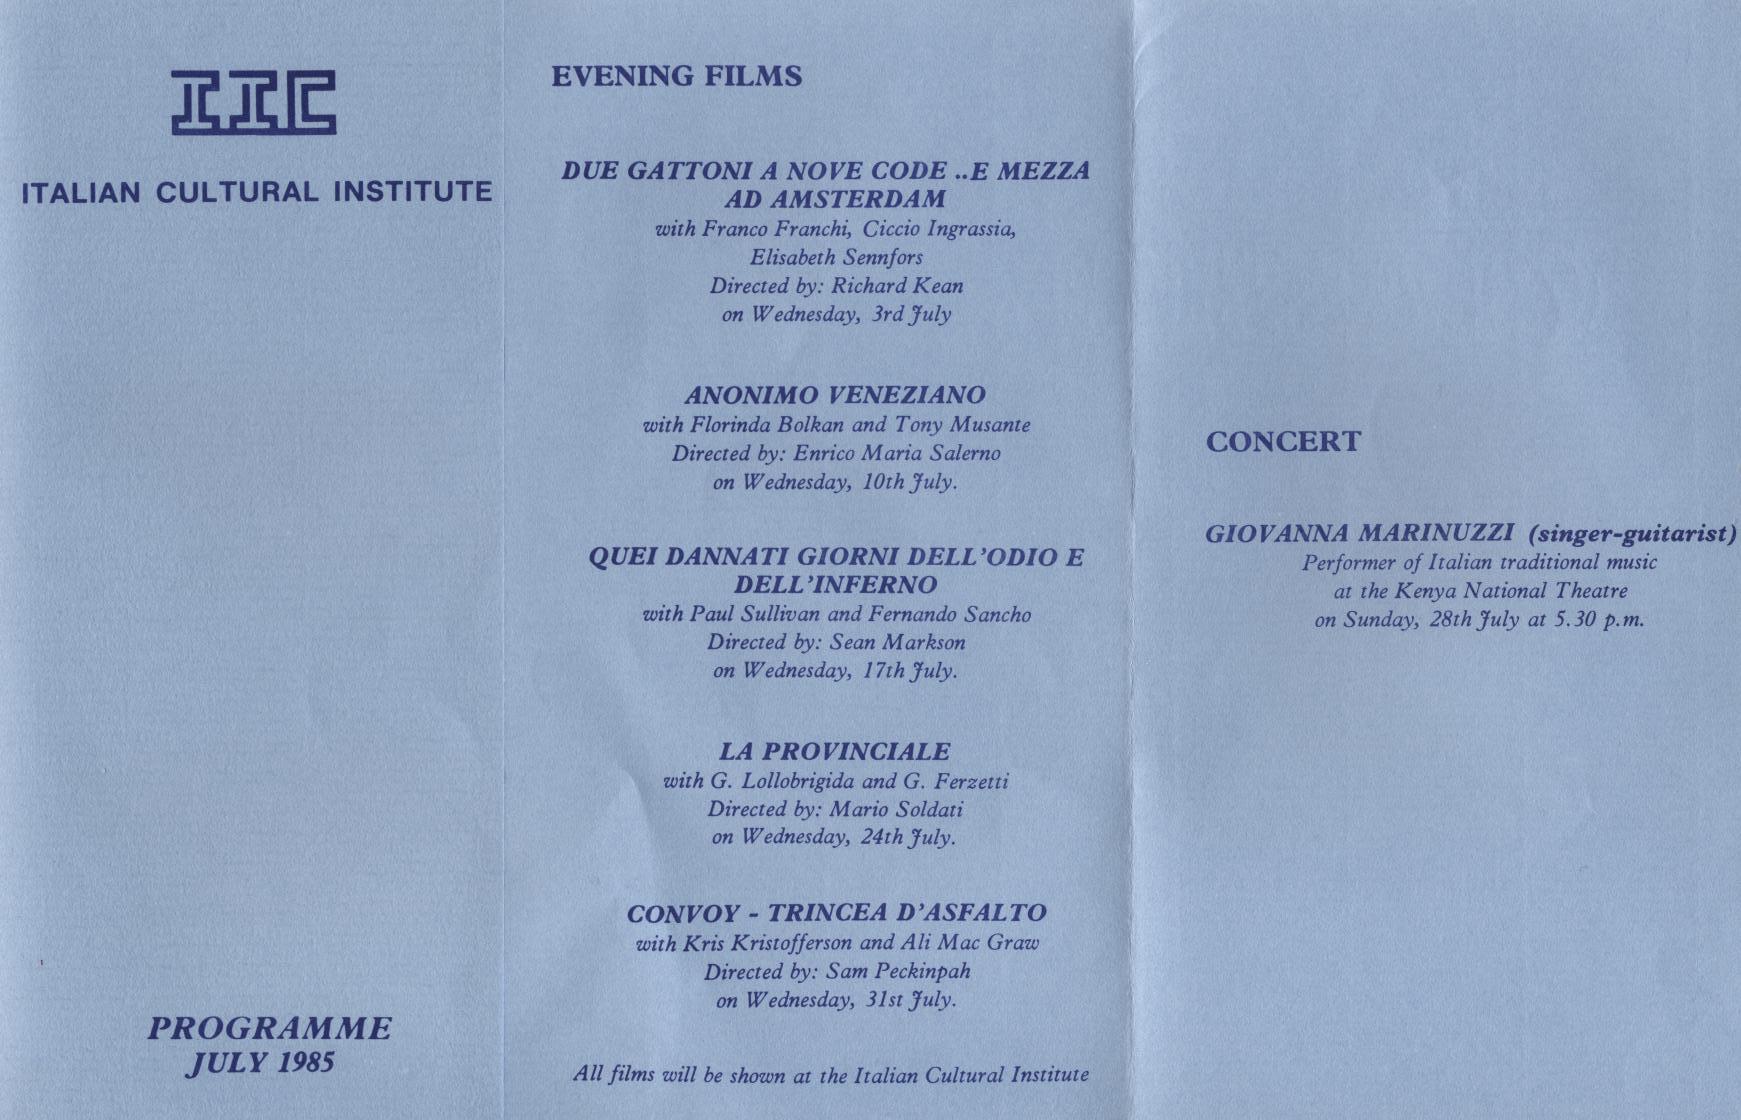 IIC
ITALIAN CULTURAL INSTITUTE
PROGRAMME
JULY 1985
EVENING FILMS
DUE GATTONI A NOVE CODE ..E MEZZA
AD AMSTERDAM
with Franco Franchi, Ciccio Ingrassia,
Elisabeth Sennfors
Directed by: Richard Kean
on Wednesday, 3rd July
ANONIMO VENEZIANO
with Florinda Bolkan and Tony Musante
Directed by: Enrico Maria Salerno
on Wednesday, 10th July.
QUEI DANNATI GIORNI DELL'ODIO E
DELL'INFERNO
with Paul Sullivan and Fernando Sancho
Directed by: Sean Markson
on Wednesday, 17th July.
LA PROVINCIALE
with G. Lollobrigida and G. Ferzetti
Directed by: Mario Soldati
on Wednesday, 24th July.
CONVOY - TRINCEA D'ASFALTO
with Kris Kristofferson and Ali Mac Graw
Directed by: Sam Peckinpah
on Wednesday, 31st July.
All films will be shown at the Italian Cultural Institute
CONCERT
GIOVANNA MARINUZZI (singer-guitarist)
Performer of Italian traditional music
at the Kenya National Theatre
on Sunday, 28th July at 5.30 p.m.